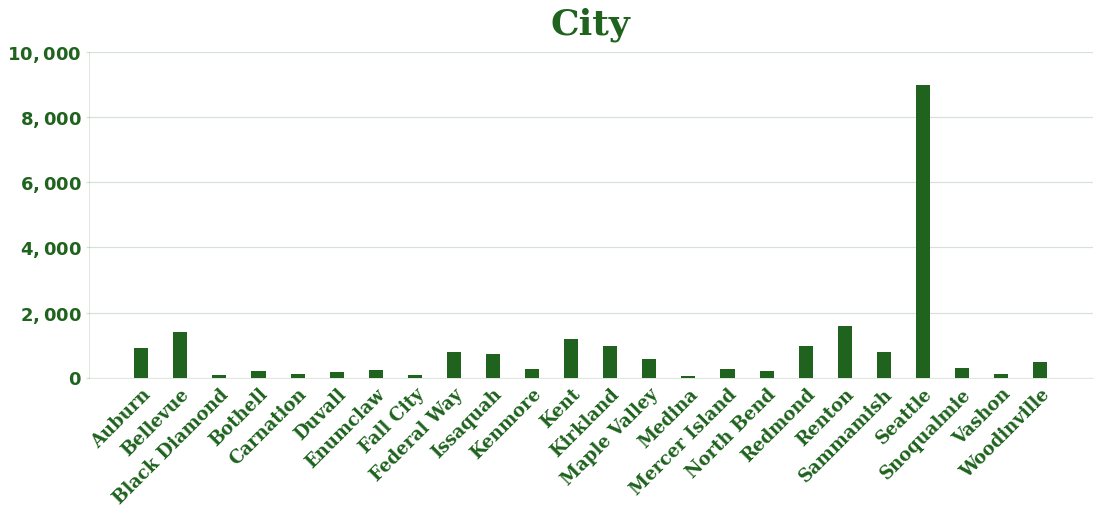 City
10,000
8,000
6,000
4,000
2,000
0
Auburn
Bellevue
Black Diamond
Bothell
Carnation
Duvall
Enumclaw
Fall City
Federal Way
Issaquah
Kenmore
Kent
Kirkland
Maple Valley
Medina
Mercer Island
North Bend
Redmond
Renton
Sammamish
Seattle
Snoqualmie
Vashon
Woodinville